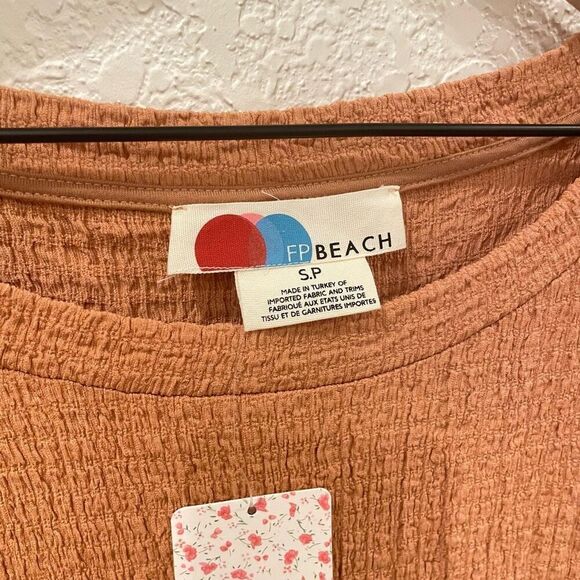 FP BEACH
S.P
MADE IN TURKEY OF
IMPORTED FABRIC AND TRIMS
FABRIQUÉ AUX ETATS UNIS DE
TISSU ET DE GARNITURES IMPORTÉS